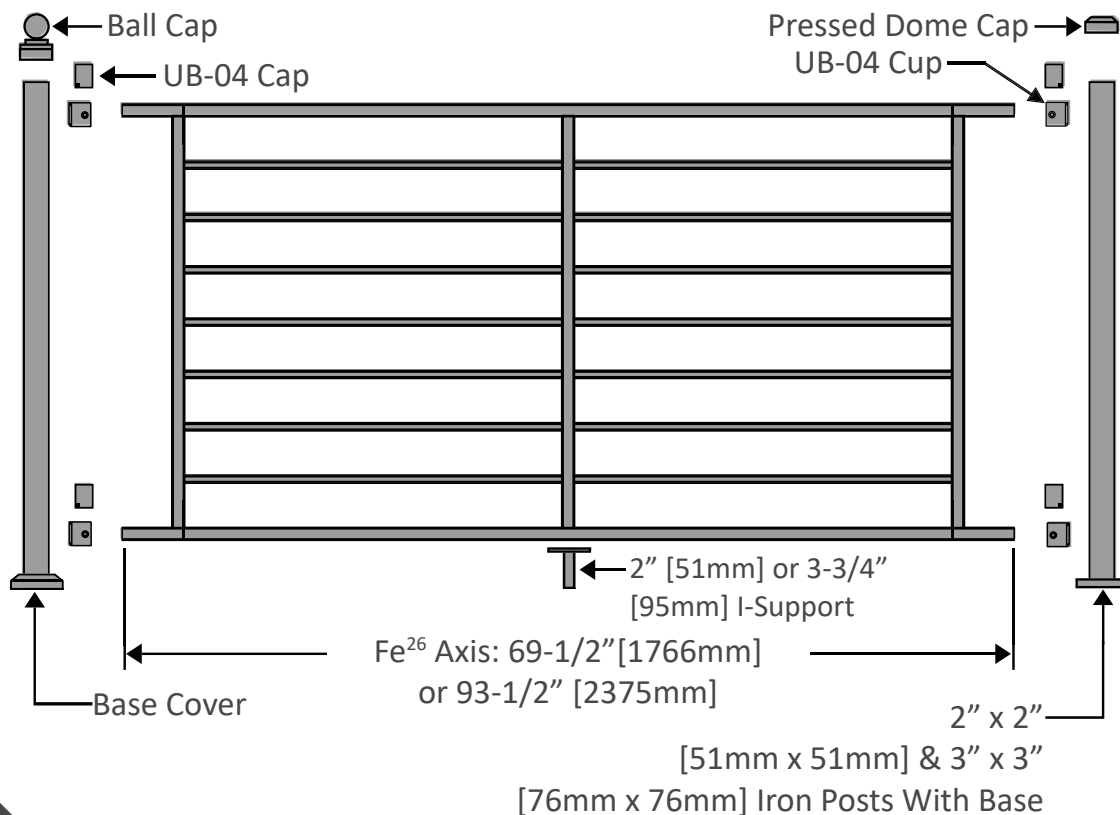 Ball Cap
Pressed Dome Cap
UB-04 Cap
UB-04 Cup
2” [51mm] or 3-3/4”
[95mm] I-Support
Fe26 Axis: 69-1/2”[1766mm]
or 93-1/2” [2375mm]
Base Cover
2” x 2”
[51mm x 51mm] & 3” x 3”
[76mm x 76mm] Iron Posts With Base